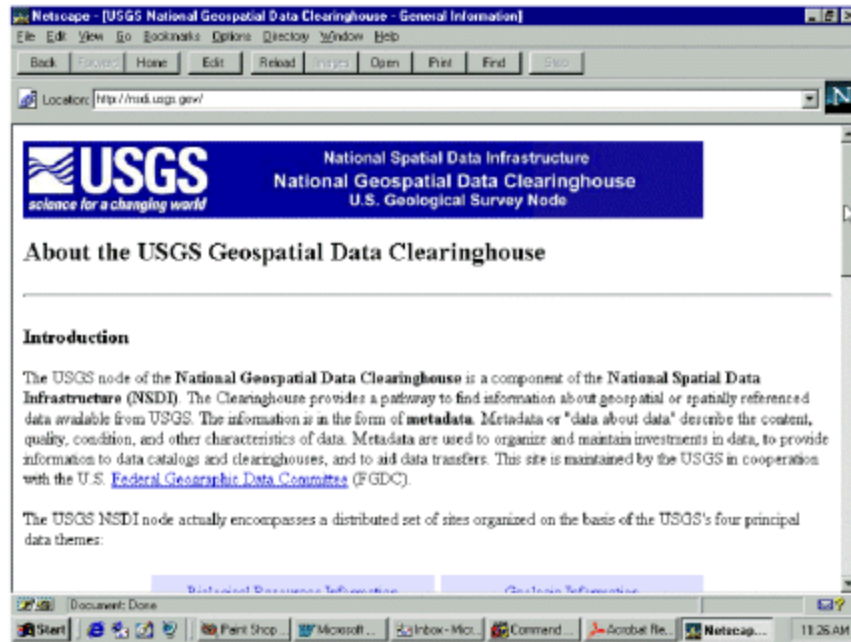 Netscape - [USGS National Geospatial Data Clearinghouse - General Information]
File Edit View Go Bookmarks Options Directory Window Help
Back Forward Home Edit Reload Images Open Print Find Stop
Location: http://nsdi.usgs.gov/
N
USGS
science for a changing world
National Spatial Data Infrastructure
National Geospatial Data Clearinghouse
U.S. Geological Survey Node
About the USGS Geospatial Data Clearinghouse
Introduction
The USGS node of the National Geospatial Data Clearinghouse is a component of the National Spatial Data
Infrastructure (NSDI). The Clearinghouse provides a pathway to find information about geospatial or spatially referenced
data available from USGS. The information is in the form of metadata. Metadata or "data about data" describe the content,
quality, condition, and other characteristics of data. Metadata are used to organize and maintain investments in data, to provide
information to data catalogs and clearinghouses, and to aid data transfers. This site is maintained by the USGS in cooperation
with the U.S. Federal Geographic Data Committee (FGDC).
The USGS NSDI node actually encompasses a distributed set of sites organized on the basis of the USGS's four principal
data themes:
Biological Resources Information Geologic Information
Document: Done
Start Paint Shop ... Microsoft ... Inbox - Micr... Command ... Acrobat Re... Netscap... 11:26 AM